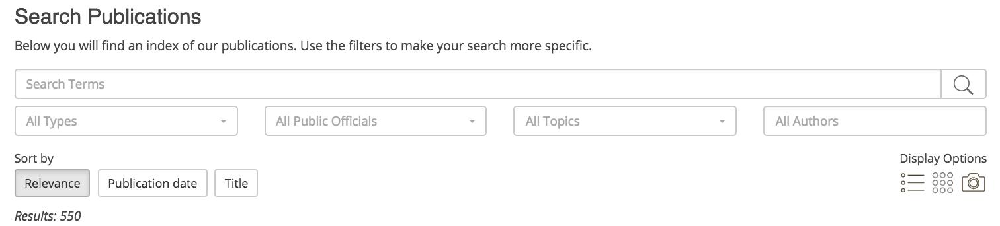 Search Publications
Below you will find an index of our publications. Use the filters to make your search more specific.
Search Terms
All Types
All Public Officials
All Topics
All Authors
Sort by
Display Options
Relevance
Publication date
Title
Results: 550